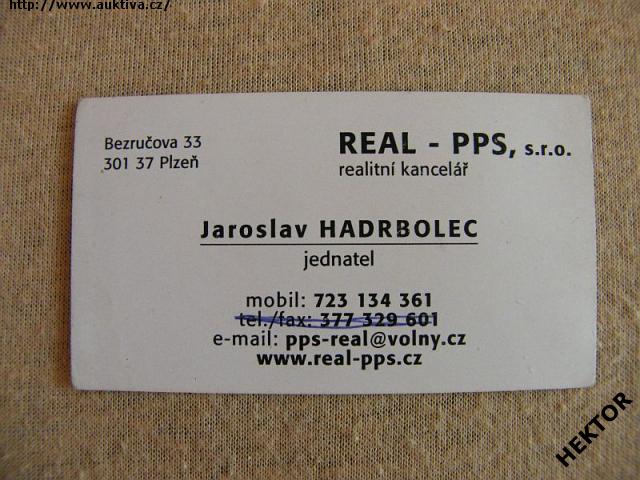 http://www.auktiva.cz/
Bezručova 33
301 37 Plzeň
REAL - PPS, s.r.o.
realitní kancelář
Jaroslav HADRBOLEC
jednatel
mobil: 723 134 361
tel./fax: 377 329 601
e-mail: pps-real@volny.cz
www.real-pps.cz
HEKTOR